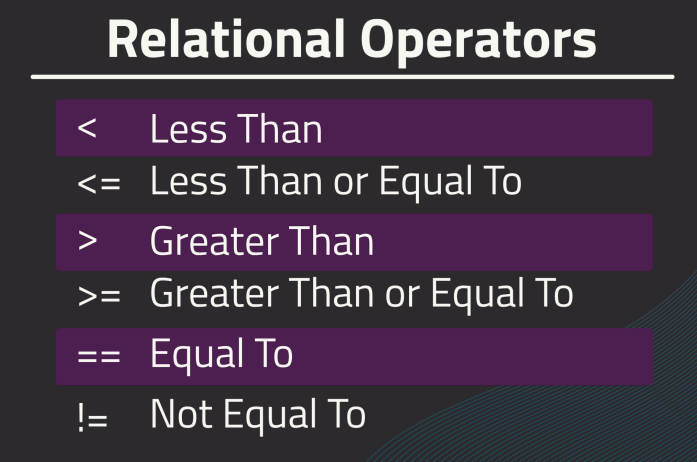 Relational Operators
< Less Than
<= Less Than or Equal To
> Greater Than
>= Greater Than or Equal To
== Equal To
!= Not Equal To